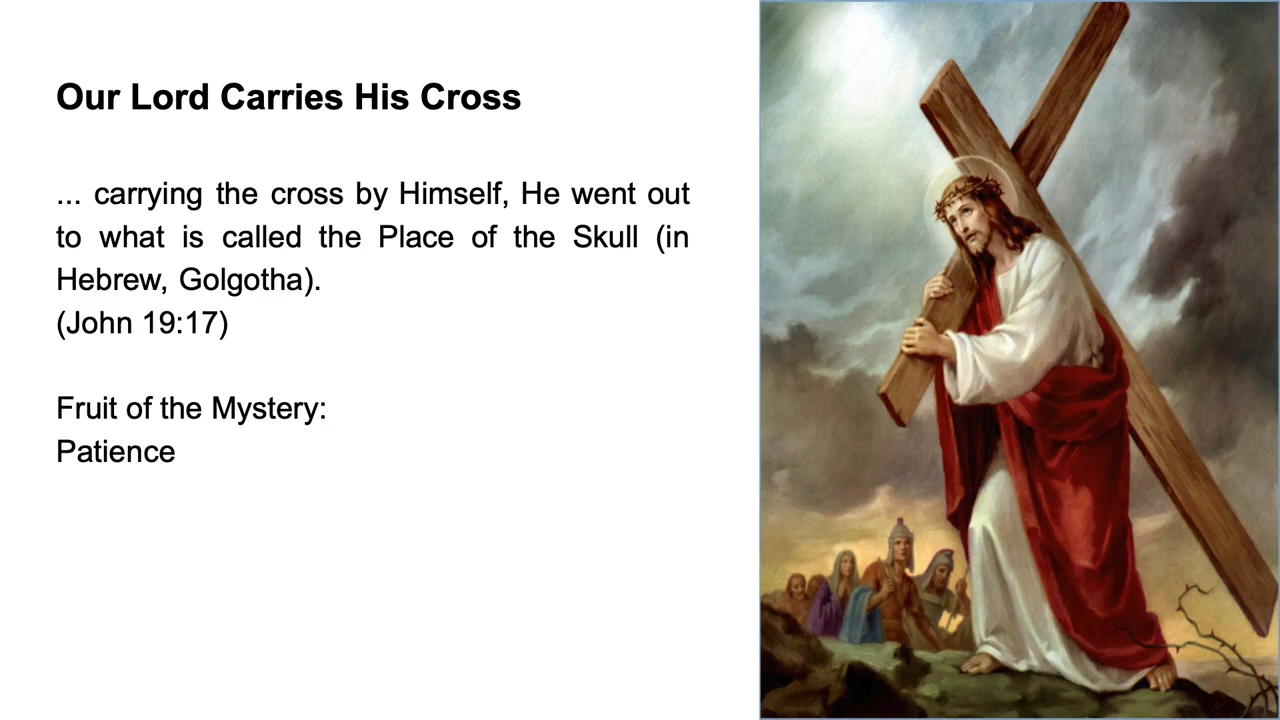 Our Lord Carries His Cross
... carrying the cross by Himself, He went out
to what is called the Place of the Skull (in
Hebrew, Golgotha).
(John 19:17)
Fruit of the Mystery:
Patience